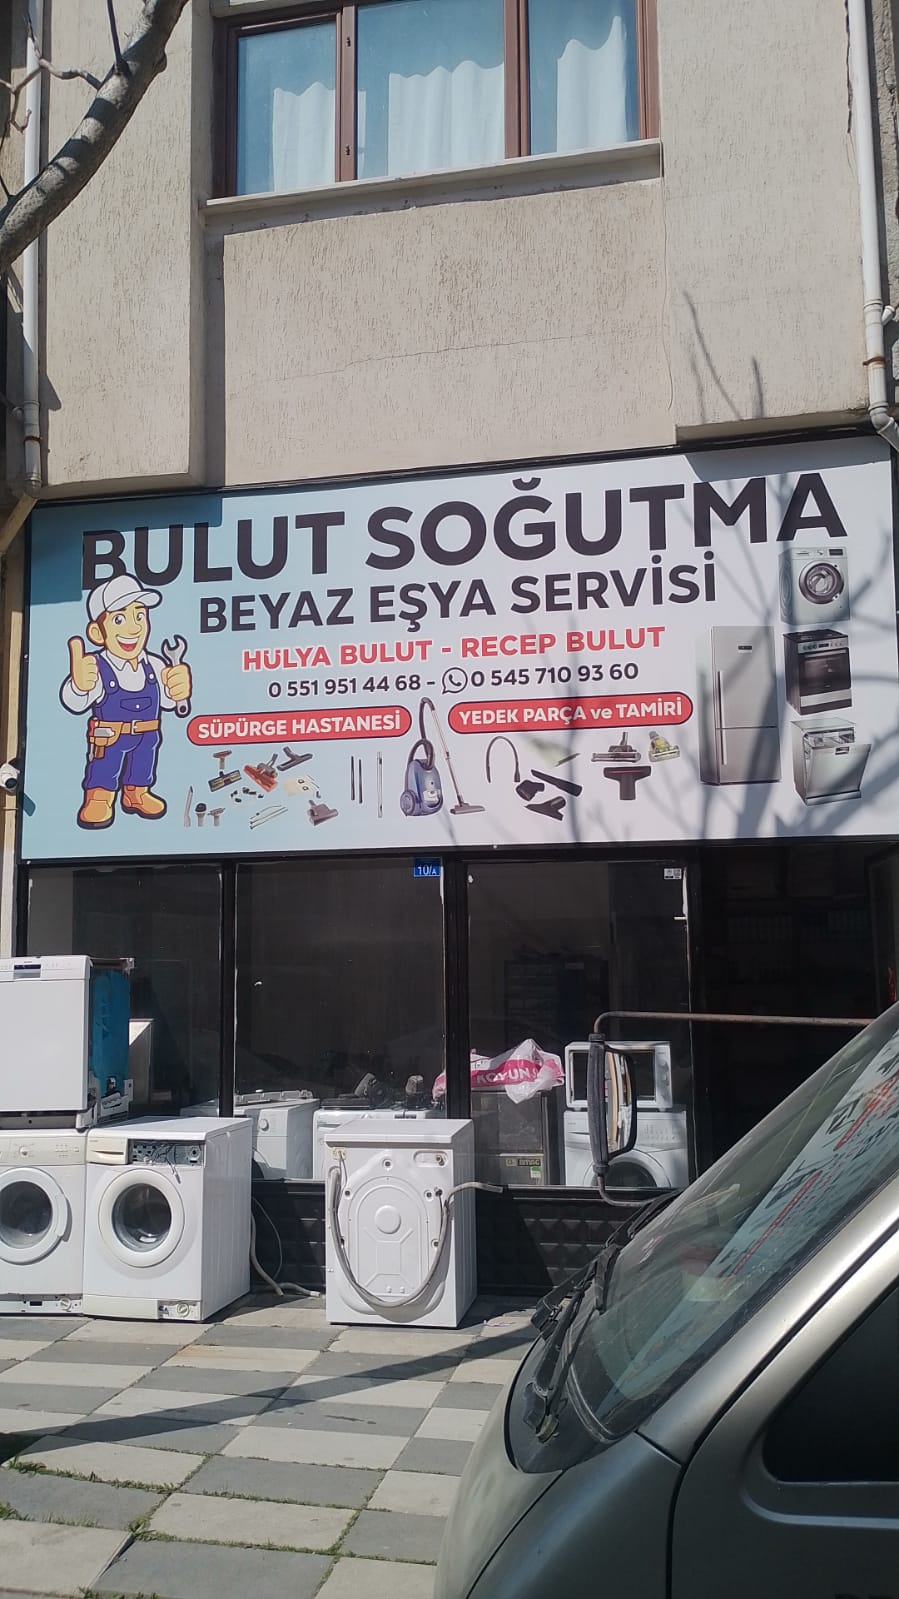 BULUT SOĞUTMA
BEYAZ EŞYA SERVİSİ
HÜLYA BULUT - RECEP BULUT
0 551 951 44 68 - 0 545 710 93 60
SÜPÜRGE HASTANESİ
YEDEK PARÇA ve TAMİRİ
10/A